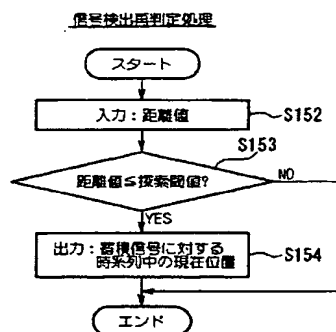 信号検出再判定処理
スタート
入力：距離値
S152
S153
距離値≦探索閾値?
NO
YES
出力：蓄積信号に対する
時系列中の現在位置
S154
エンド